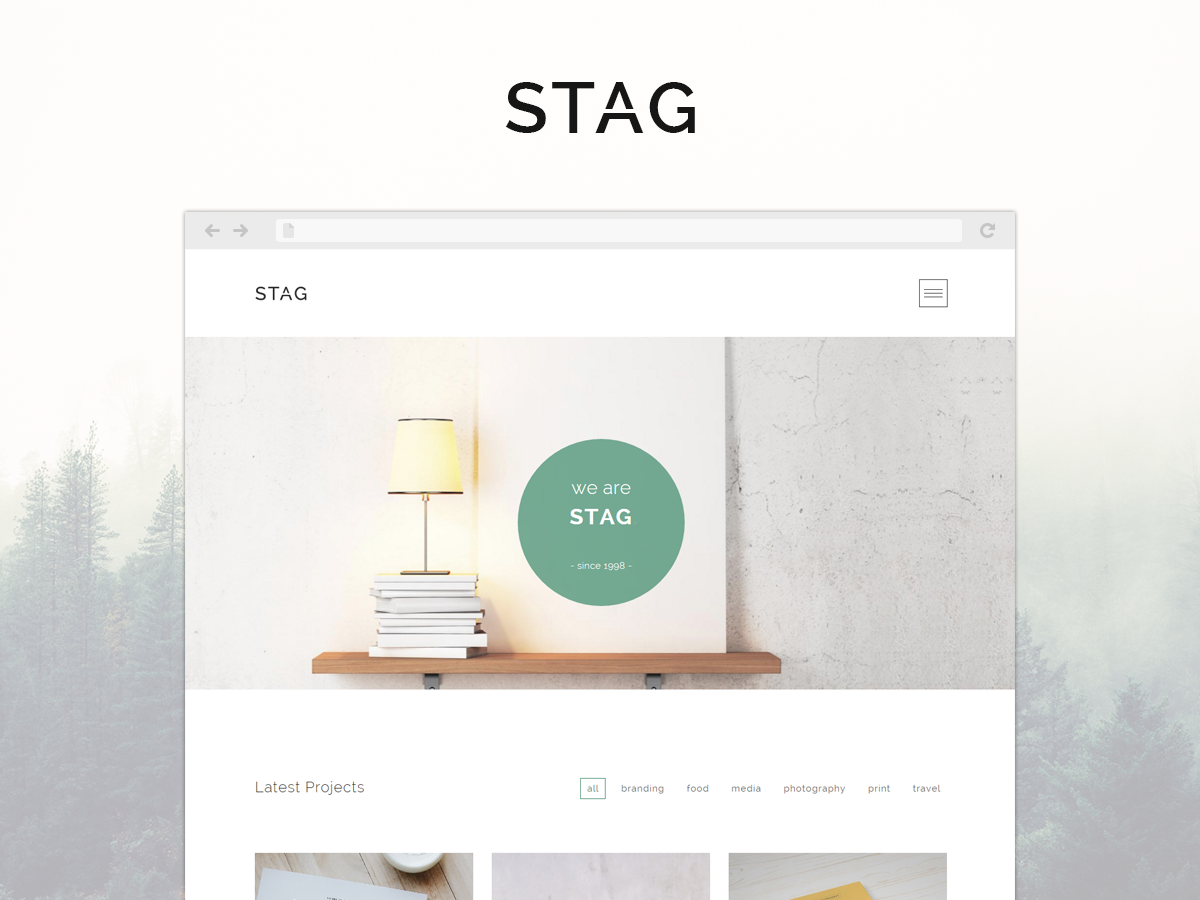 STAG
STAG
we are
STAG
- since 1998 -
Latest Projects
all branding food media photography print travel